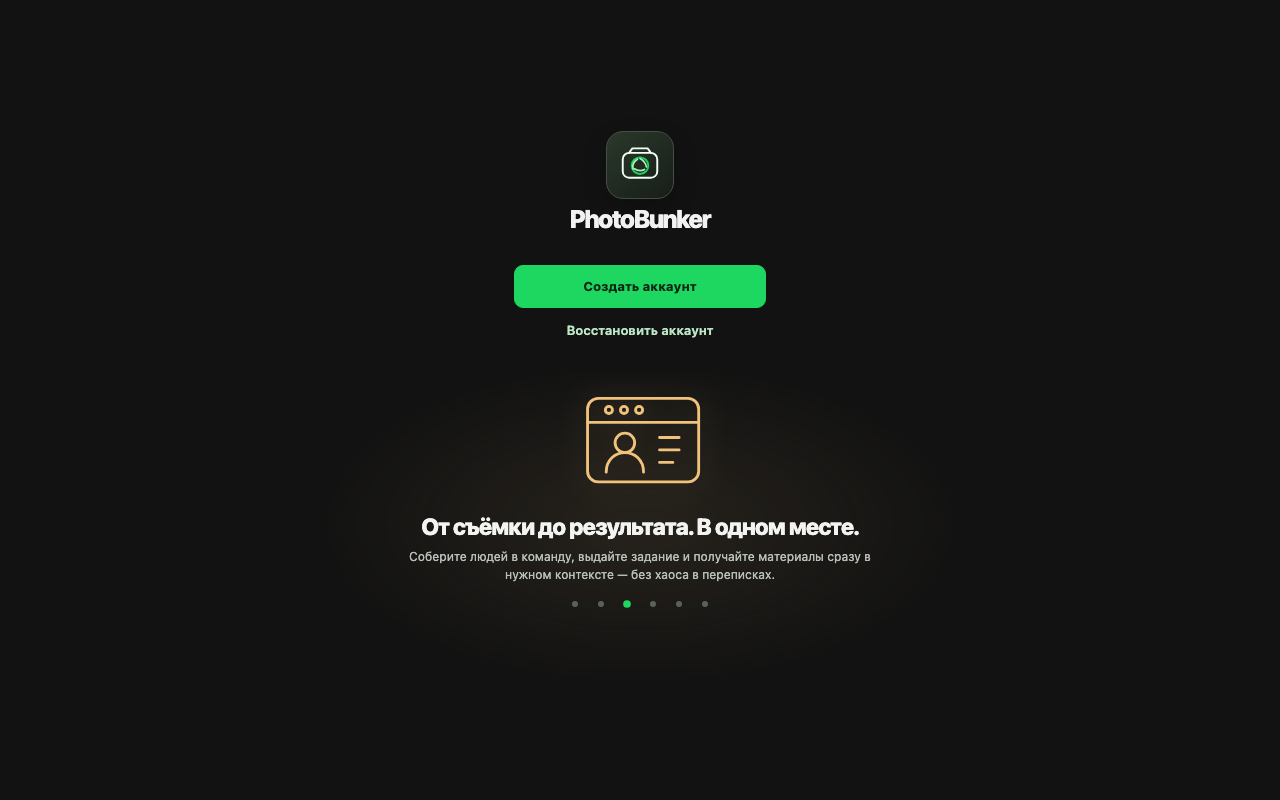 PhotoBunker
Создать аккаунт
Восстановить аккаунт
От съёмки до результата. В одном месте.
Соберите людей в команду, выдайте задание и получайте материалы сразу в
нужном контексте — без хаоса в переписках.